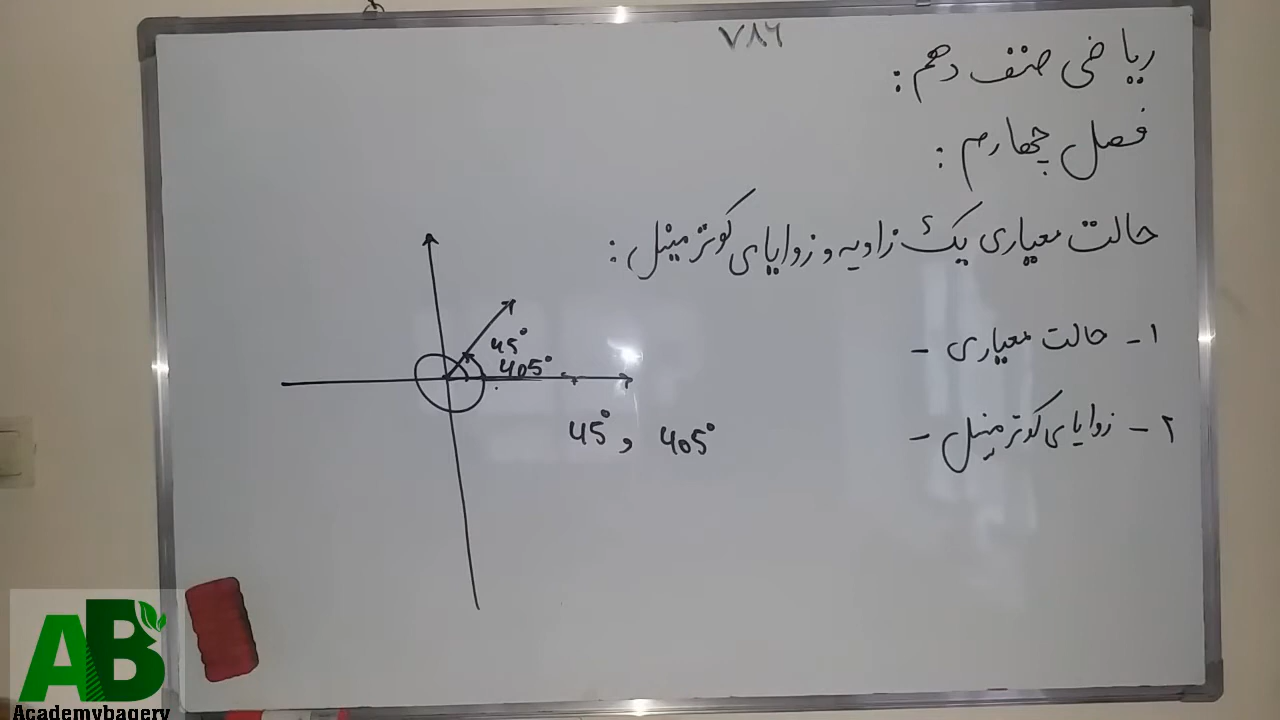 ۷۸۶
ریاضی صنف دهم :
فصل چهارم :
حالت معیاری یک زاویه و زوایای کوترمینل :
۱- حالت معیاری -
۲- زوایای کوترمینل -
45°
405°
45° , 405°
AB
Academybagery